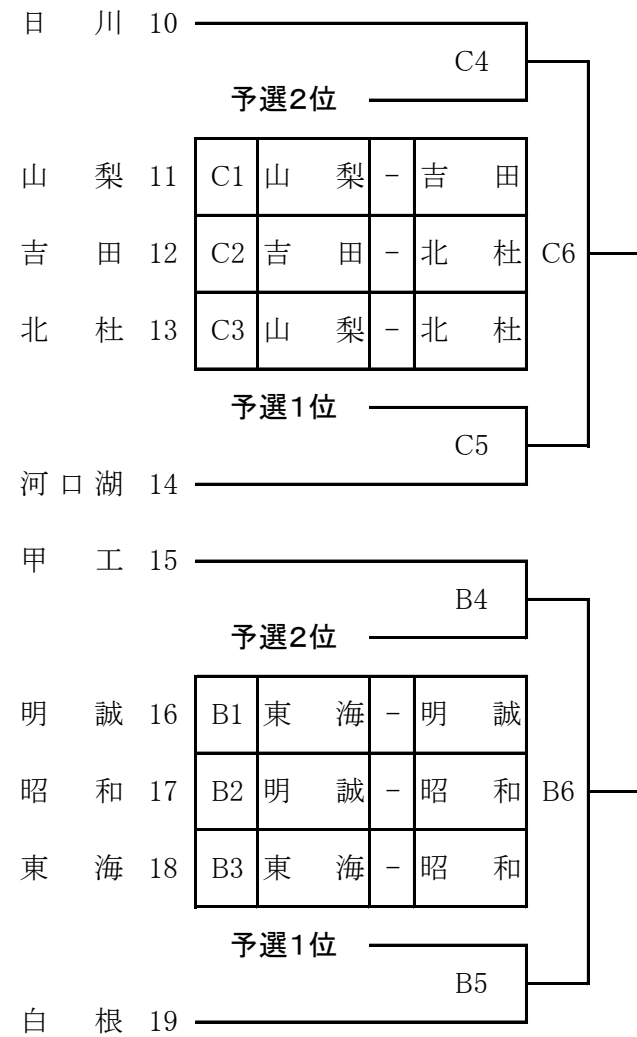 日川 10
C4
予選2位
山梨 11 C1 山梨 - 吉田
吉田 12 C2 吉田 - 北杜 C6
北杜 13 C3 山梨 - 北杜
予選1位
C5
河口湖 14
甲工 15
B4
予選2位
明誠 16 B1 東海 - 明誠
昭和 17 B2 明誠 - 昭和 B6
東海 18 B3 東海 - 昭和
予選1位
B5
白根 19